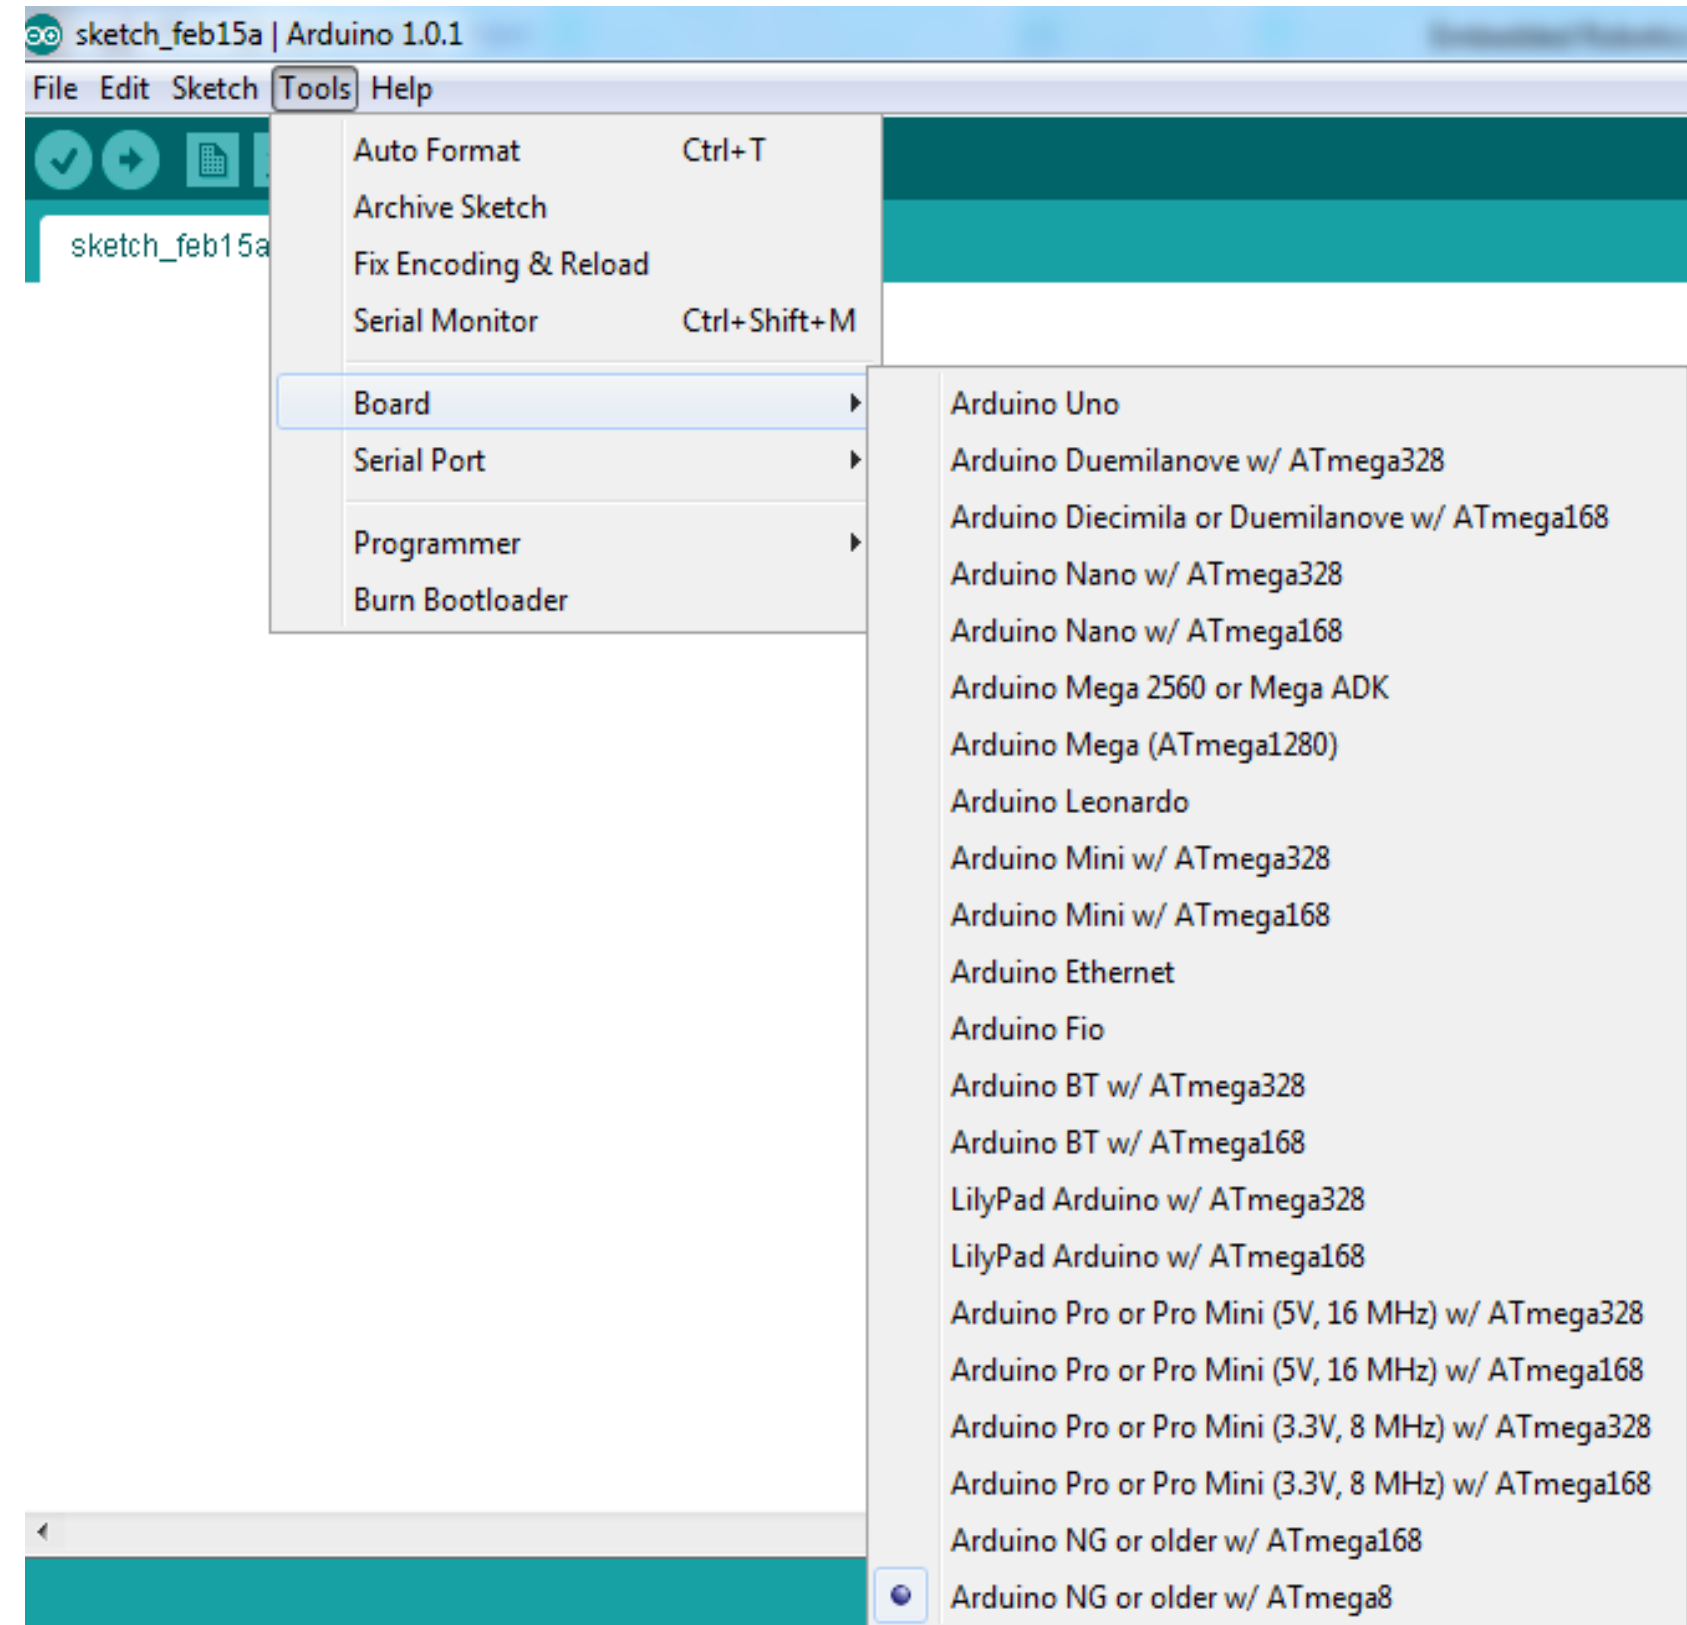 sketch_feb15a | Arduino 1.0.1
File Edit Sketch Tools Help
sketch_feb15a
Auto Format Ctrl+T
Archive Sketch
Fix Encoding & Reload
Serial Monitor Ctrl+Shift+M
Board
Serial Port
Programmer
Burn Bootloader
Arduino Uno
Arduino Duemilanove w/ ATmega328
Arduino Diecimila or Duemilanove w/ ATmega168
Arduino Nano w/ ATmega328
Arduino Nano w/ ATmega168
Arduino Mega 2560 or Mega ADK
Arduino Mega (ATmega1280)
Arduino Leonardo
Arduino Mini w/ ATmega328
Arduino Mini w/ ATmega168
Arduino Ethernet
Arduino Fio
Arduino BT w/ ATmega328
Arduino BT w/ ATmega168
LilyPad Arduino w/ ATmega328
LilyPad Arduino w/ ATmega168
Arduino Pro or Pro Mini (5V, 16 MHz) w/ ATmega328
Arduino Pro or Pro Mini (5V, 16 MHz) w/ ATmega168
Arduino Pro or Pro Mini (3.3V, 8 MHz) w/ ATmega328
Arduino Pro or Pro Mini (3.3V, 8 MHz) w/ ATmega168
Arduino NG or older w/ ATmega168
Arduino NG or older w/ ATmega8